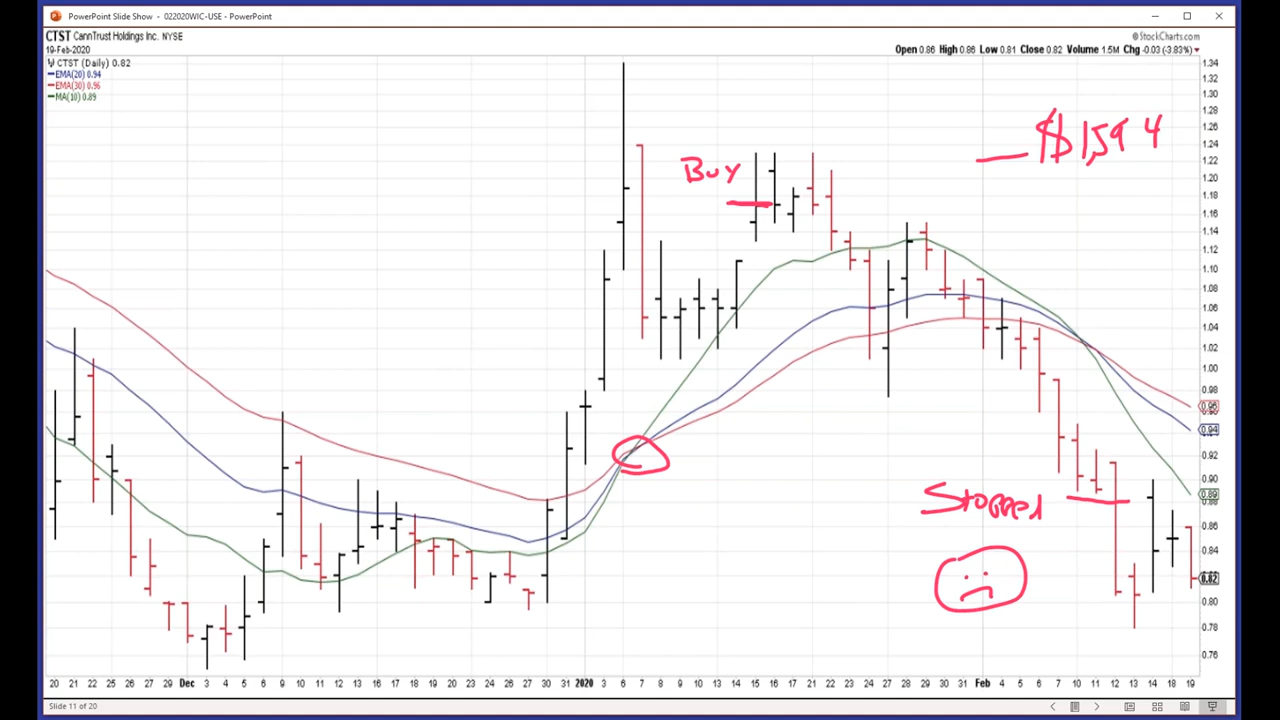 PowerPoint Slide Show - 022020WIC-USE - PowerPoint
CTST CannTrust Holdings Inc. NYSE
© StockCharts.com
19-Feb-2020
Open 0.86 High 0.86 Low 0.81 Close 0.82 Volume 1.5M Chg -0.03 (-3.83%)
CTST (Daily) 0.82
EMA(20) 0.94
EMA(30) 0.96
MA(10) 0.89
1.34
1.32
1.30
1.28
1.26
1.24
1.22
1.20
1.18
1.16
1.14
1.12
1.10
1.08
1.06
1.04
1.02
1.00
0.98
0.96
0.94
0.92
0.90
0.89
0.88
0.86
0.84
0.82
0.80
0.78
0.76
$1,594
Buy
Stopped
20 21 22 25 26 27 29 Dec 3 4 5 6 9 10 11 12 13 16 17 18 19 20 23 24 26 27 30 31 2020 3 6 7 8 9 10 13 14 15 16 17 21 22 23 24 27 28 29 30 31 Feb 4 5 6 7 10 11 12 13 14 18 19
Slide 11 of 20